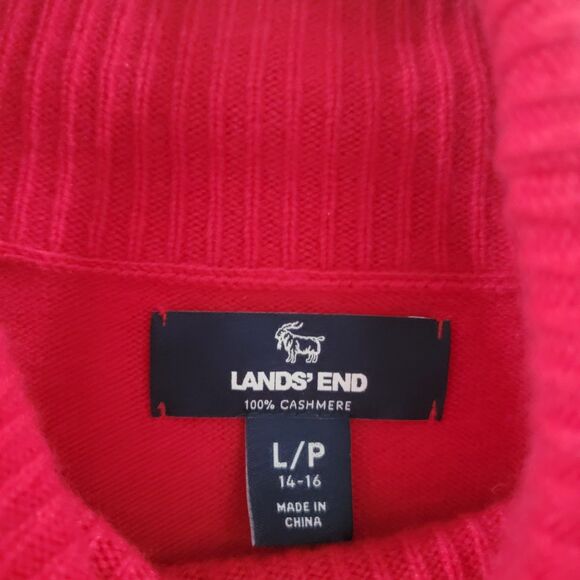 LANDS' END
100% CASHMERE
L/P
14-16
MADE IN
CHINA